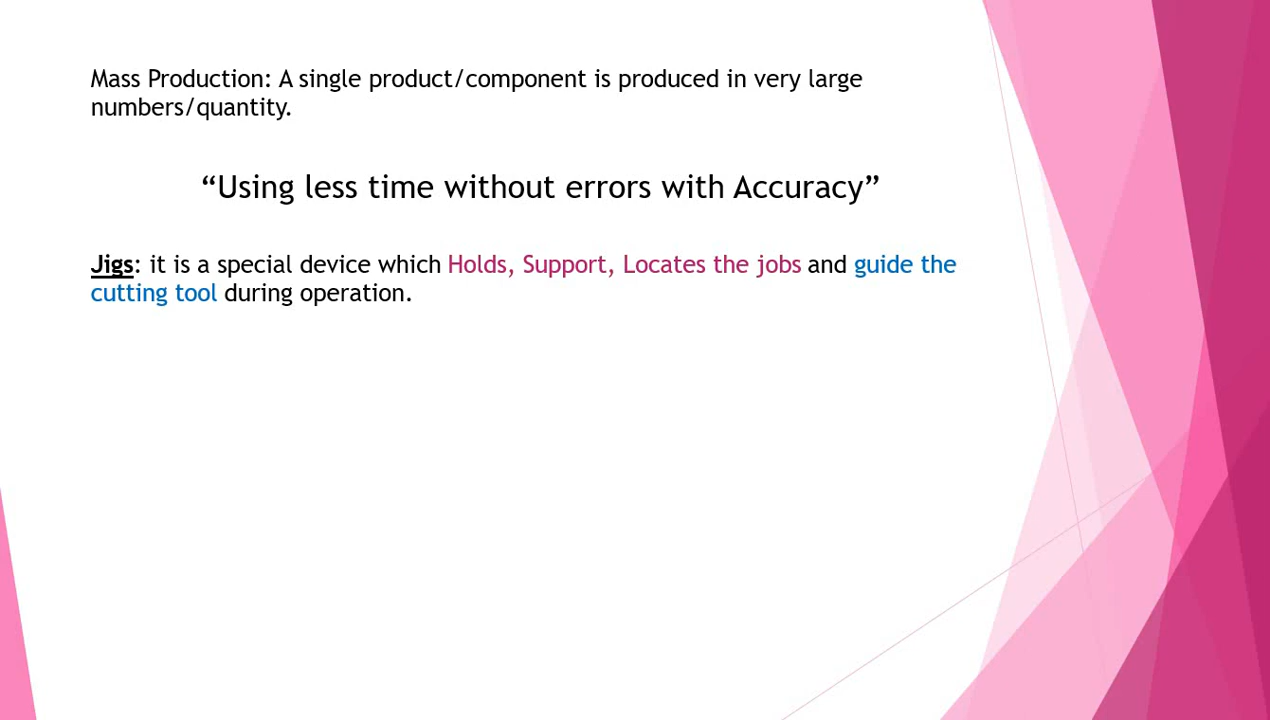 Mass Production: A single product/component is produced in very large
numbers/quantity.
“Using less time without errors with Accuracy”
Jigs: it is a special device which Holds, Support, Locates the jobs and guide the
cutting tool during operation.